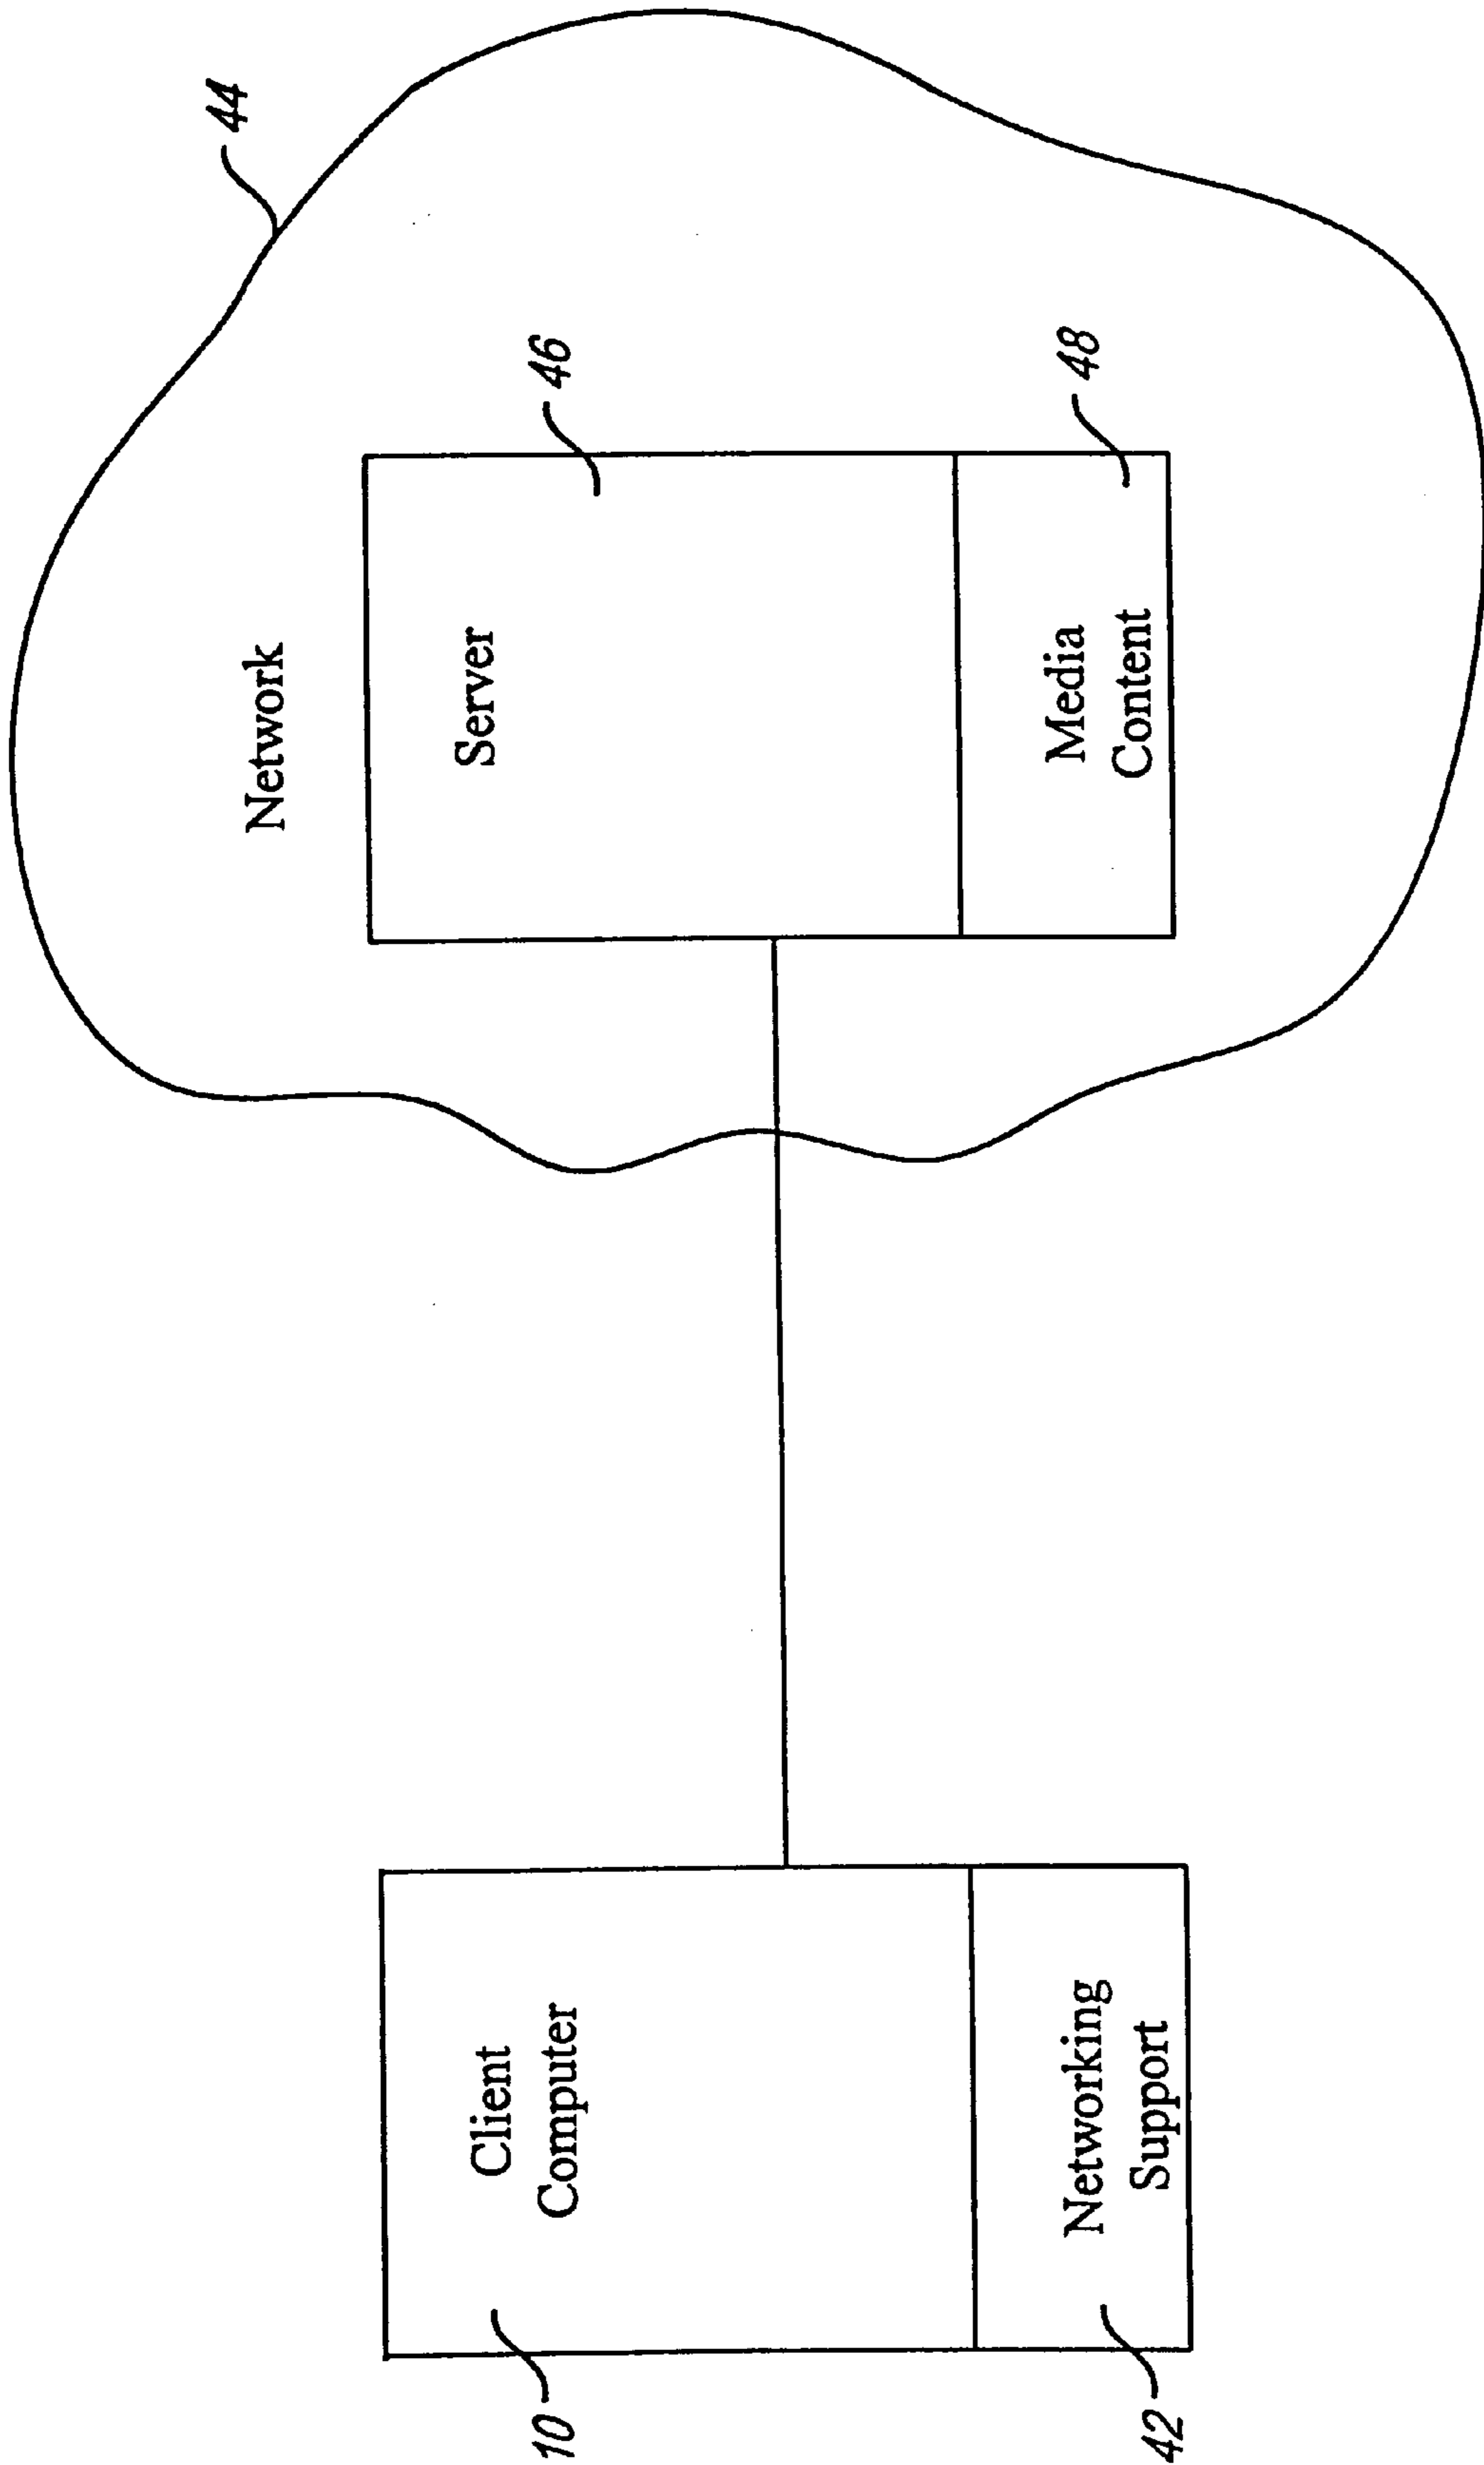 44
Network
46
Server
48
Media
Content
Client
Computer
10
Networking
Support
42